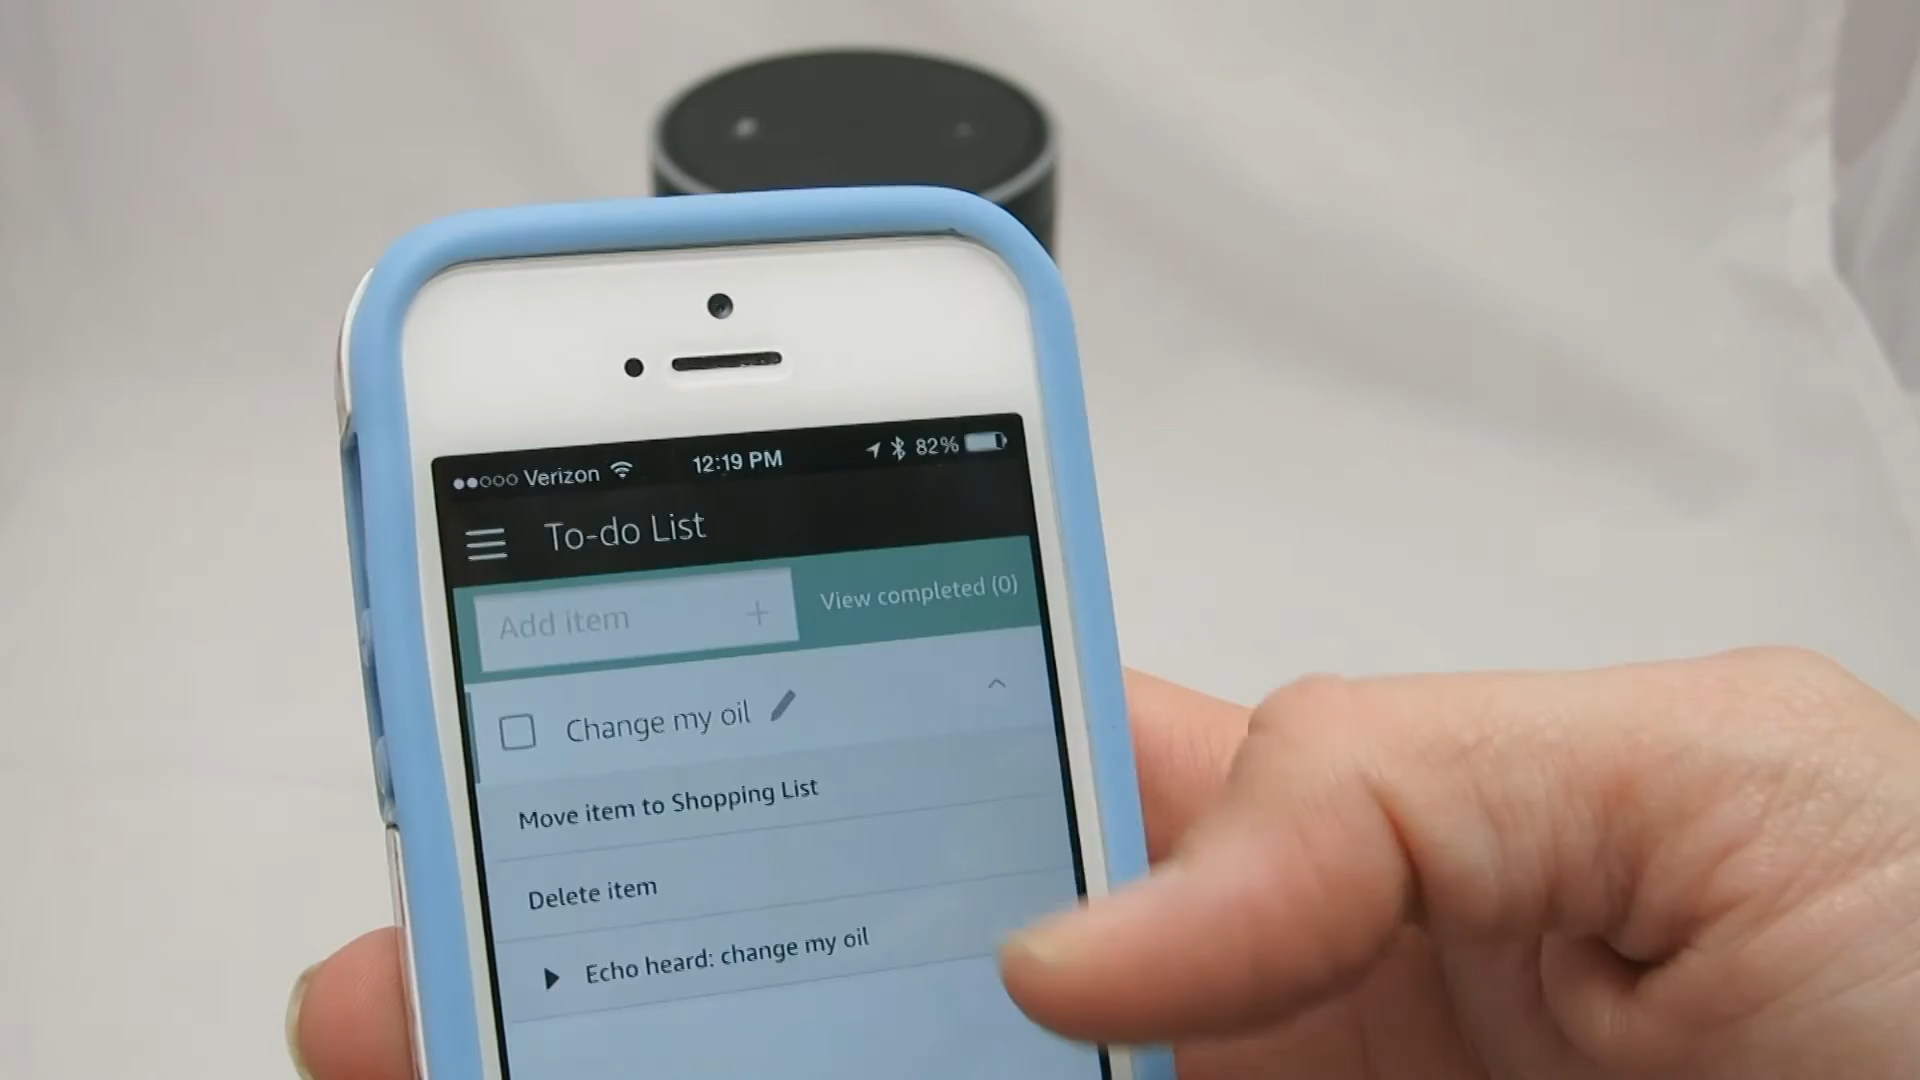 Verizon 12:19 PM 82%
To-do List
Add item + View completed (0)
Change my oil
Move item to Shopping List
Delete item
Echo heard: change my oil